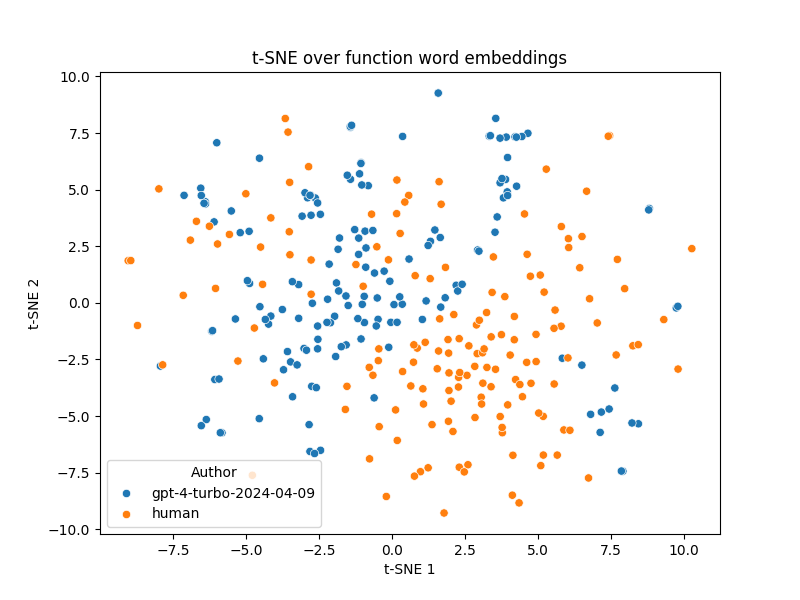 t-SNE over function word embeddings
10.0
7.5
5.0
2.5
0.0
−2.5
−5.0
−7.5
−10.0
t-SNE 2
Author
gpt-4-turbo-2024-04-09
human
−7.5 −5.0 −2.5 0.0 2.5 5.0 7.5 10.0
t-SNE 1